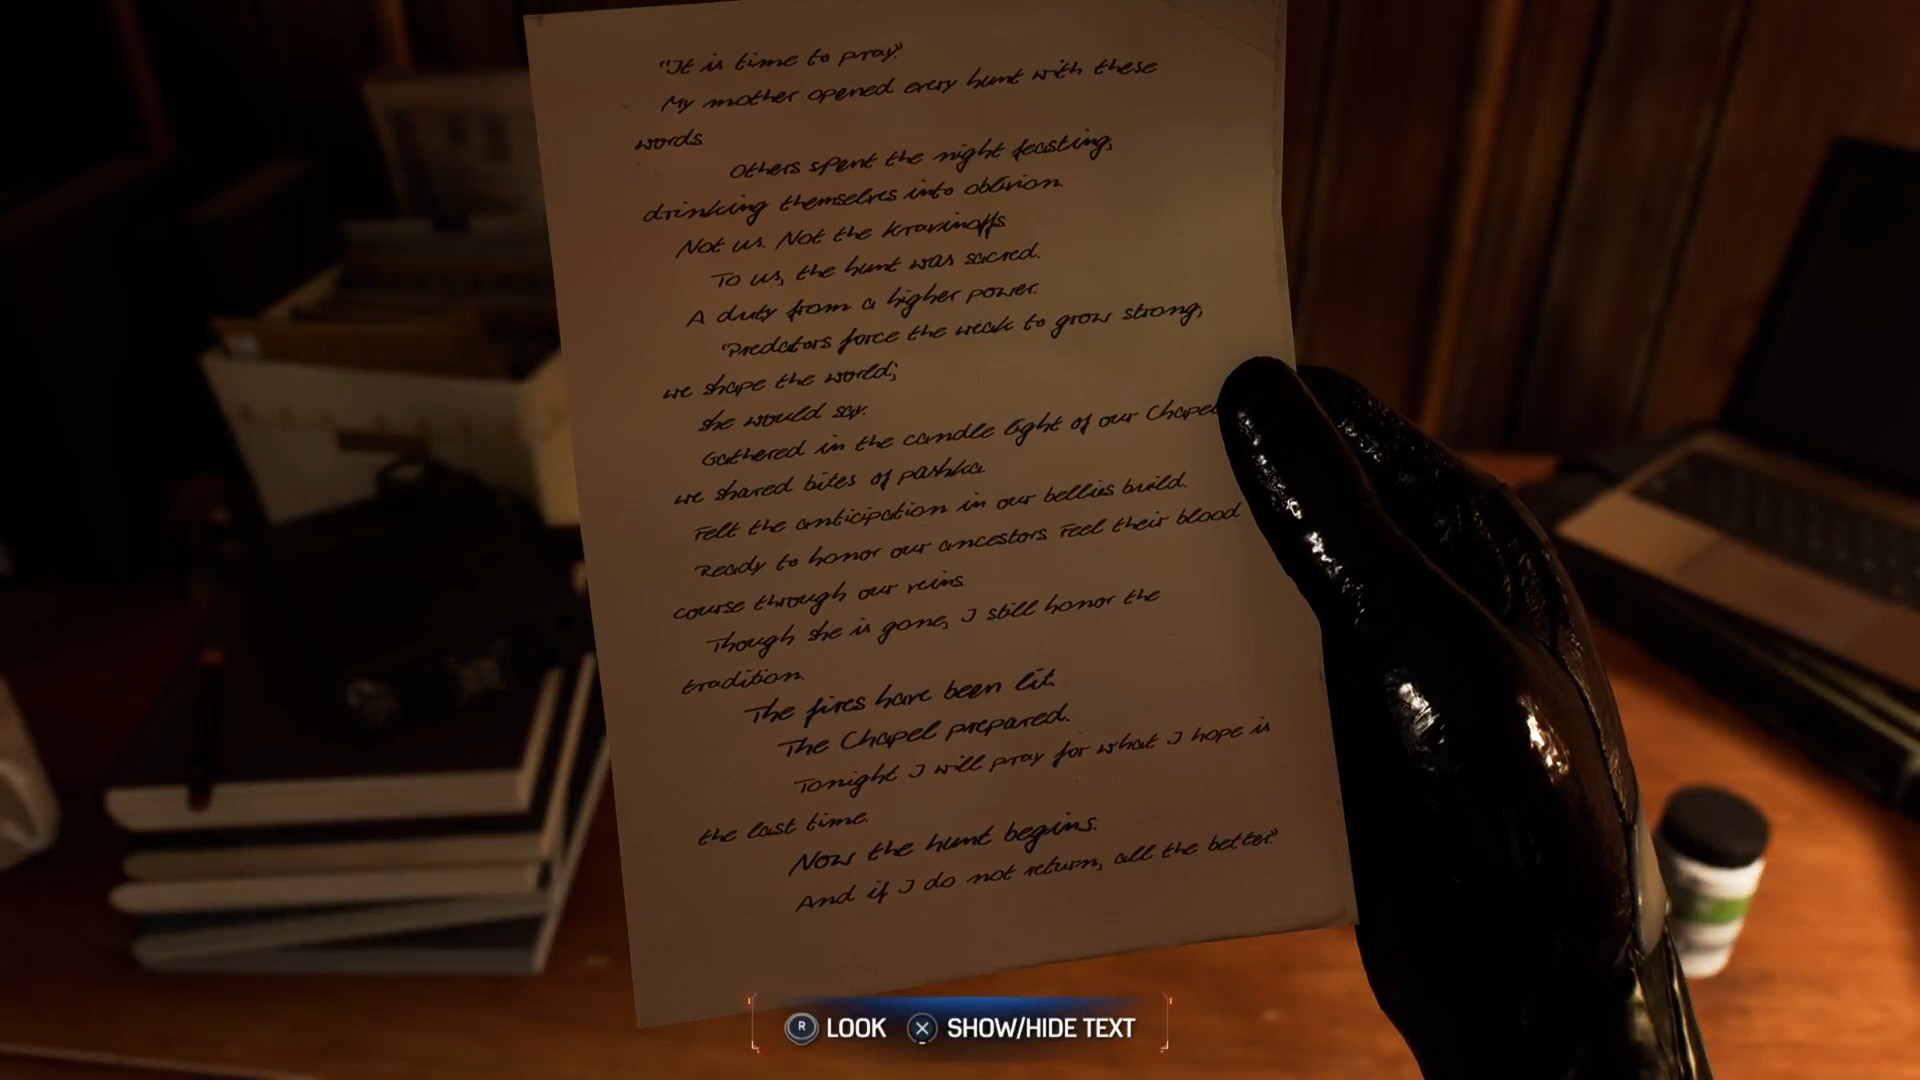 "It is time to pray."
My mother opened every hunt with these
words.
Others spent the night feasting,
drinking themselves into oblivion.
Not us. Not the Kravinoffs
To us, the hunt was sacred.
A duty from a higher power.
"Predators force the weak to grow strong,
we shape the world,"
she would say.
Gathered in the candle light of our Chapel
we shared bites of pashka.
Felt the anticipation in our bellies build.
Ready to honor our ancestors. Feel their blood
course through our veins
Though she is gone, I still honor the
tradition.
The fires have been lit.
The Chapel prepared.
Tonight I will pray for what I hope is
the last time.
Now the hunt begins.
And if I do not return, all the better."
R LOOK X SHOW/HIDE TEXT